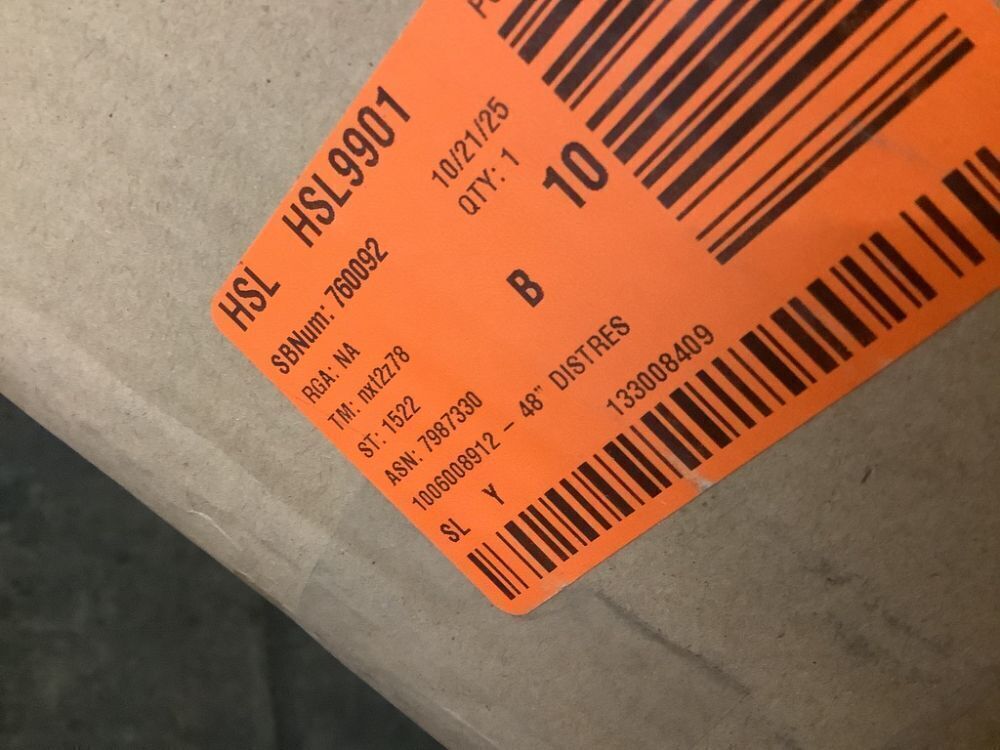 HSL HSL9901
SBNum: 760092 10/21/25
RGA: NA QTY: 1
TM: nxt2z78
ST: 1522 B 10
ASN: 7987330
1006008912 - 48" DISTRES
SL Y 133008409